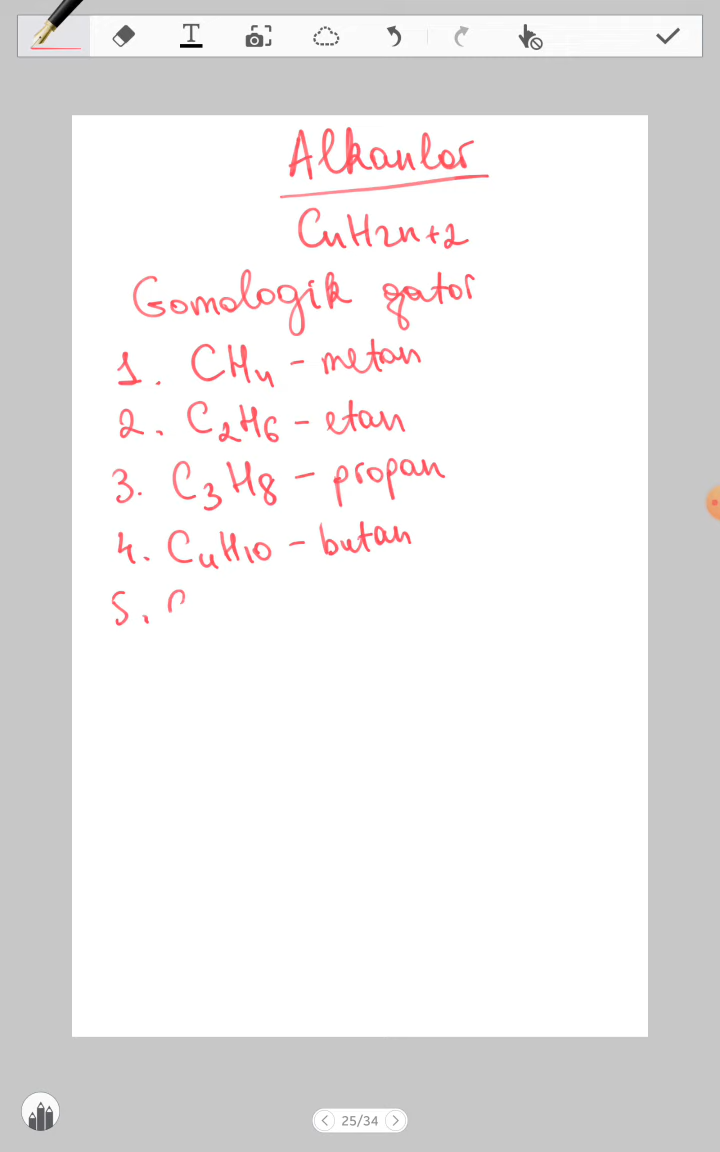 T
Alkanlar
CnH2n+2
Gomologik qator
1. CH4 - metan
2. C2H6 - etan
3. C3H8 - propan
4. C4H10 - butan
5. C
25/34